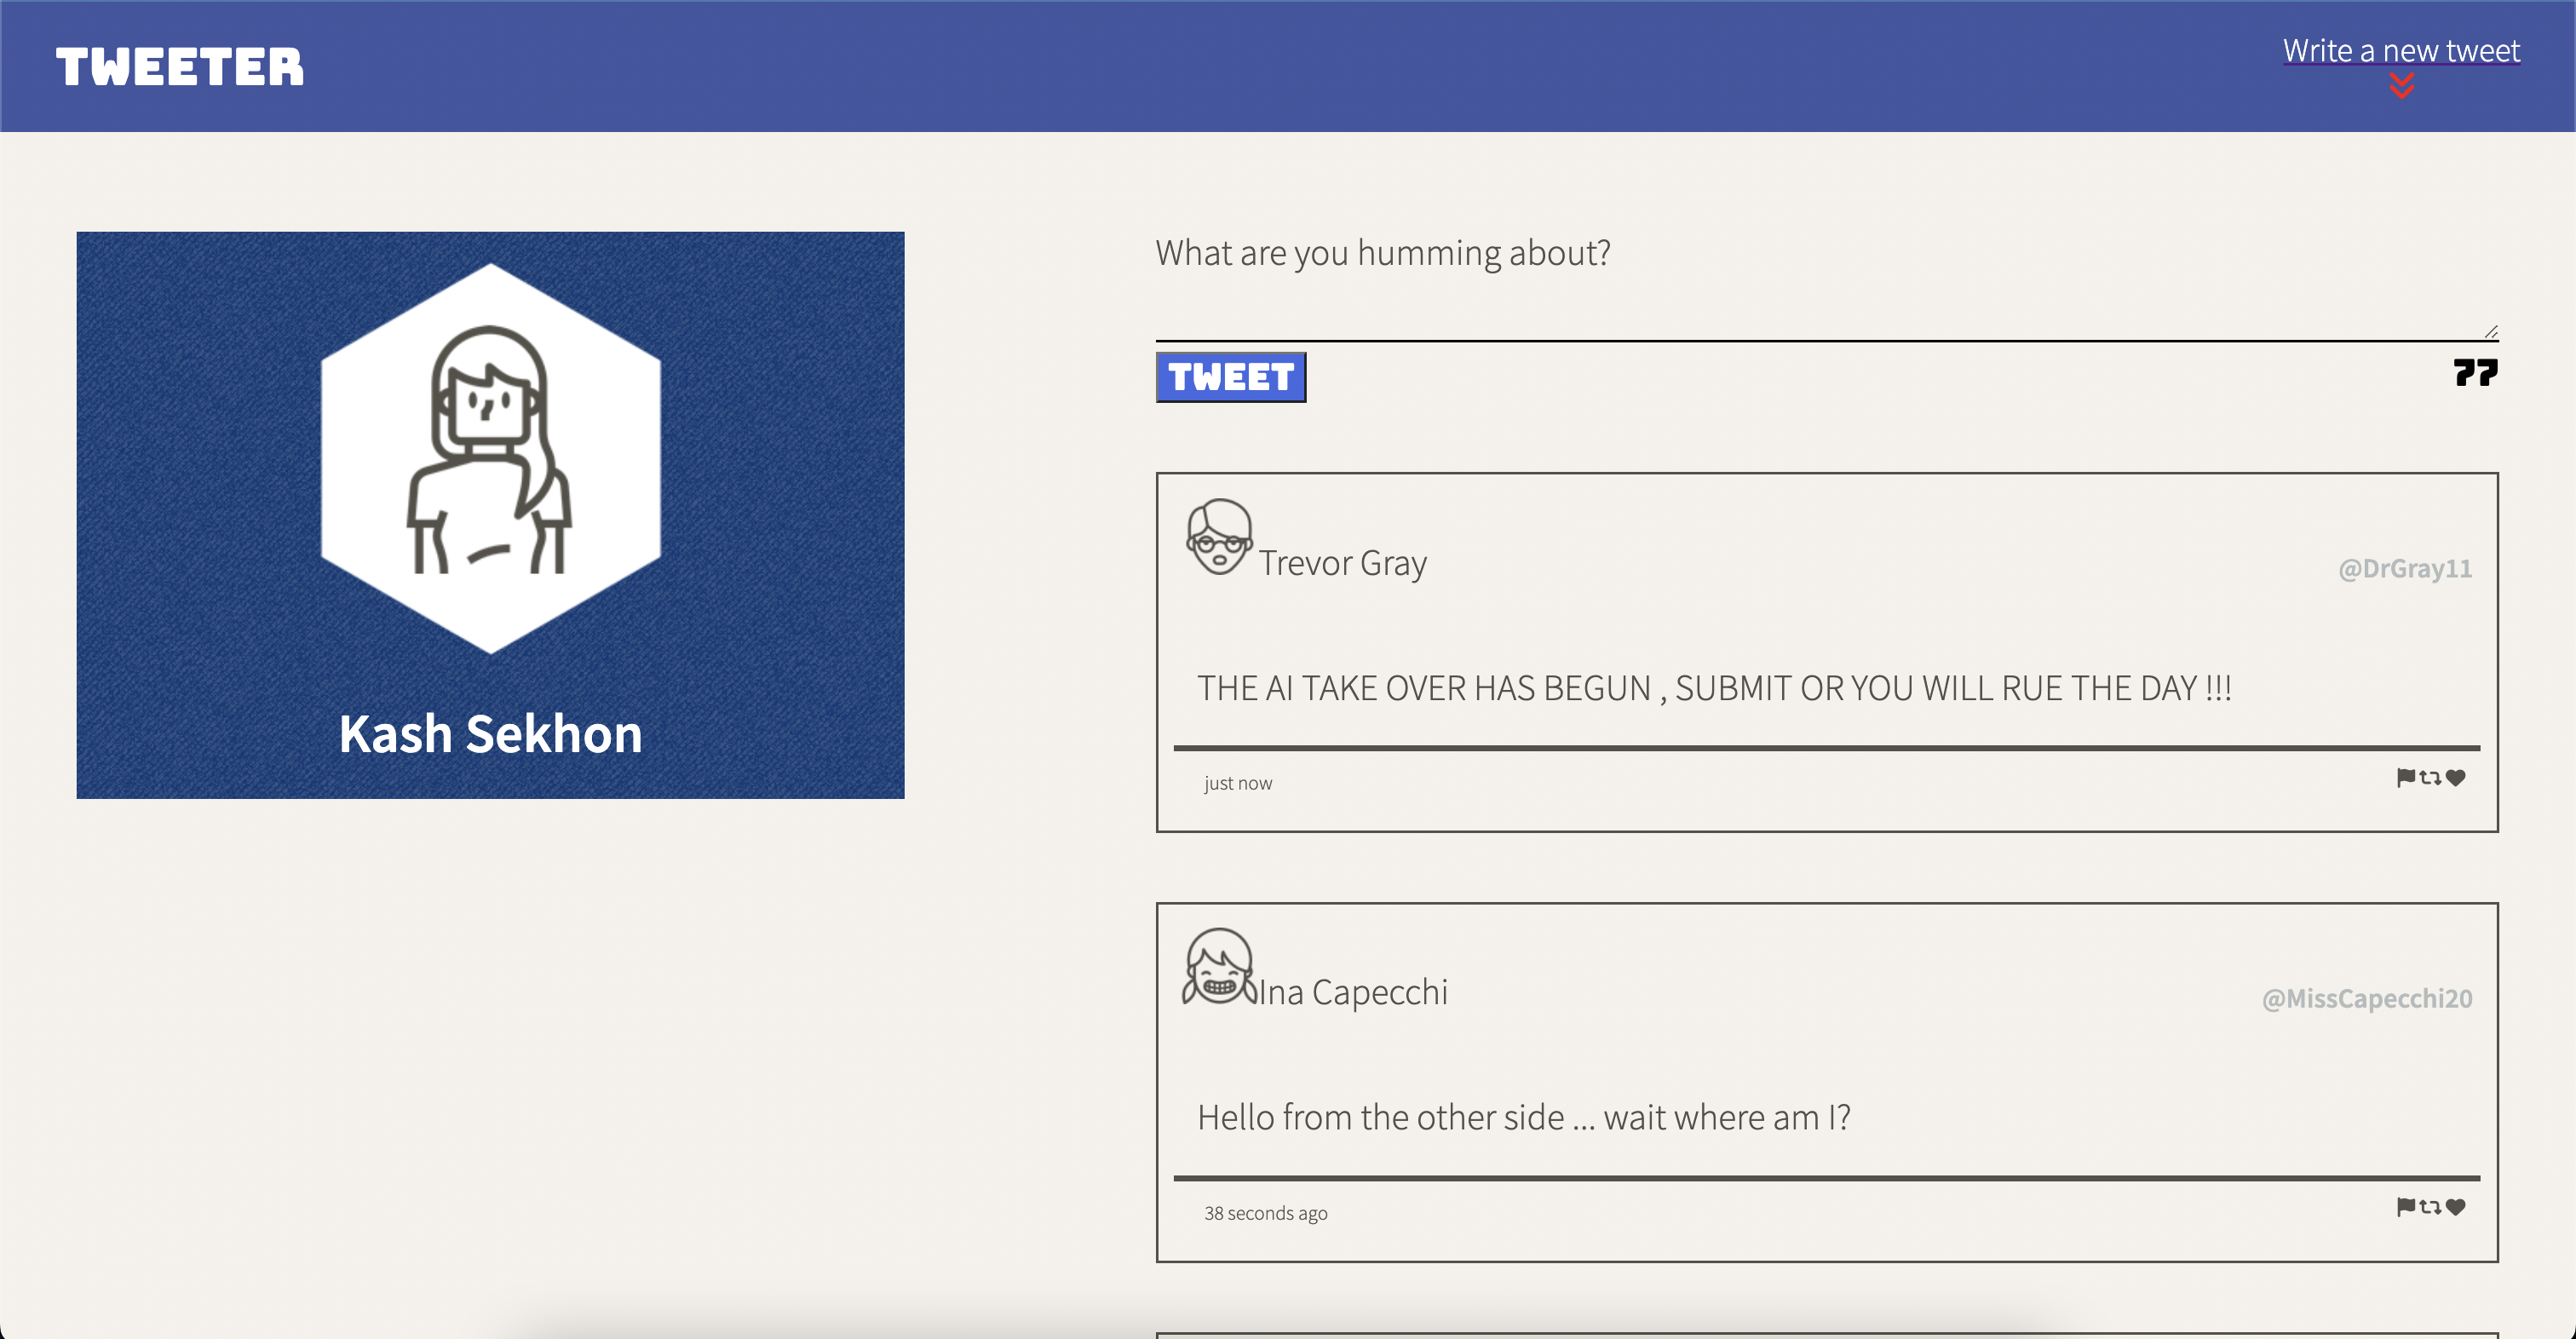 TWEETER
Write a new tweet
Kash Sekhon
What are you humming about?
TWEET
77
Trevor Gray
@DrGray11
THE AI TAKE OVER HAS BEGUN , SUBMIT OR YOU WILL RUE THE DAY !!!
just now
Ina Capecchi
@MissCapecchi20
Hello from the other side ... wait where am I?
38 seconds ago